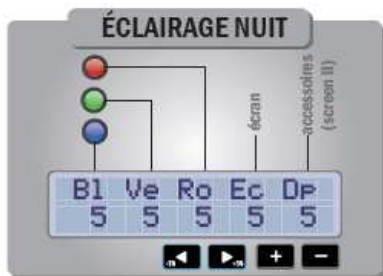 ÉCLAIRAGE NUIT
écran
accessoires
(screen II)
Bl Ve Ro Ec Dp
5 5 5 5 5
+ -